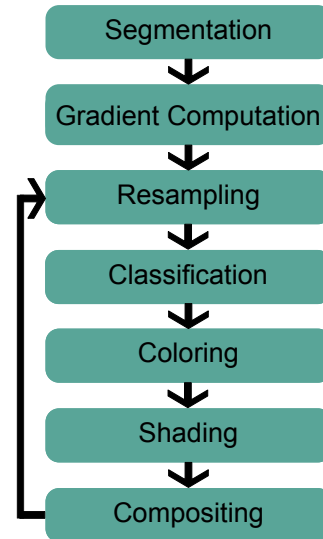 Segmentation
Gradient Computation
Resampling
Classification
Coloring
Shading
Compositing